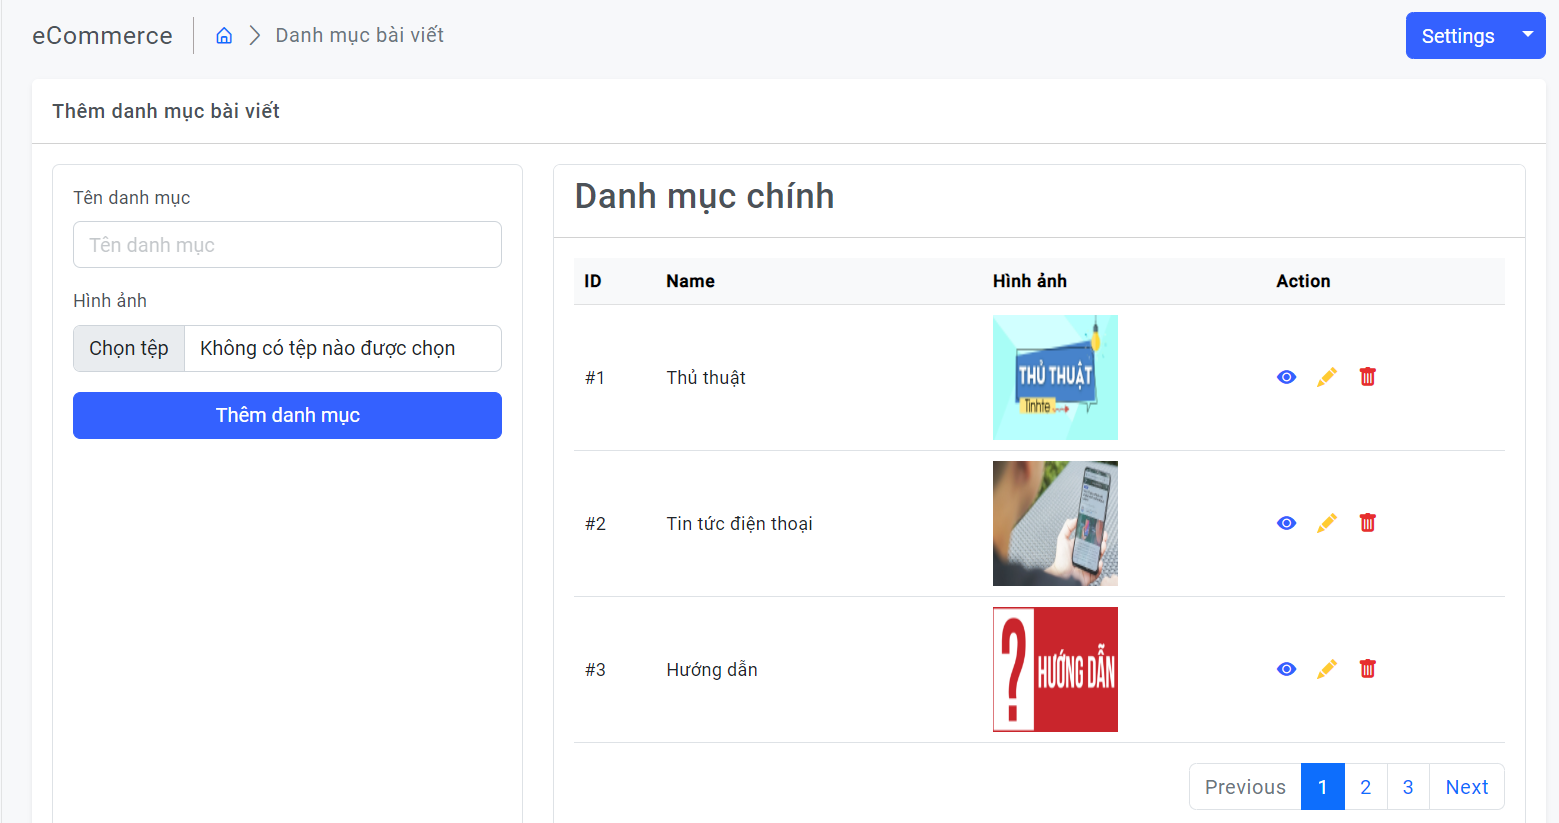 eCommerce
Danh mục bài viết
Settings
Thêm danh mục bài viết
Tên danh mục
Tên danh mục
Hình ảnh
Chọn tệp
Không có tệp nào được chọn
Thêm danh mục
Danh mục chính
ID Name Hình ảnh Action
#1 Thủ thuật
THỦ THUẬT
Tinhte
#2 Tin tức điện thoại
#3 Hướng dẫn
? HƯỚNG DẪN
Previous 1 2 3 Next